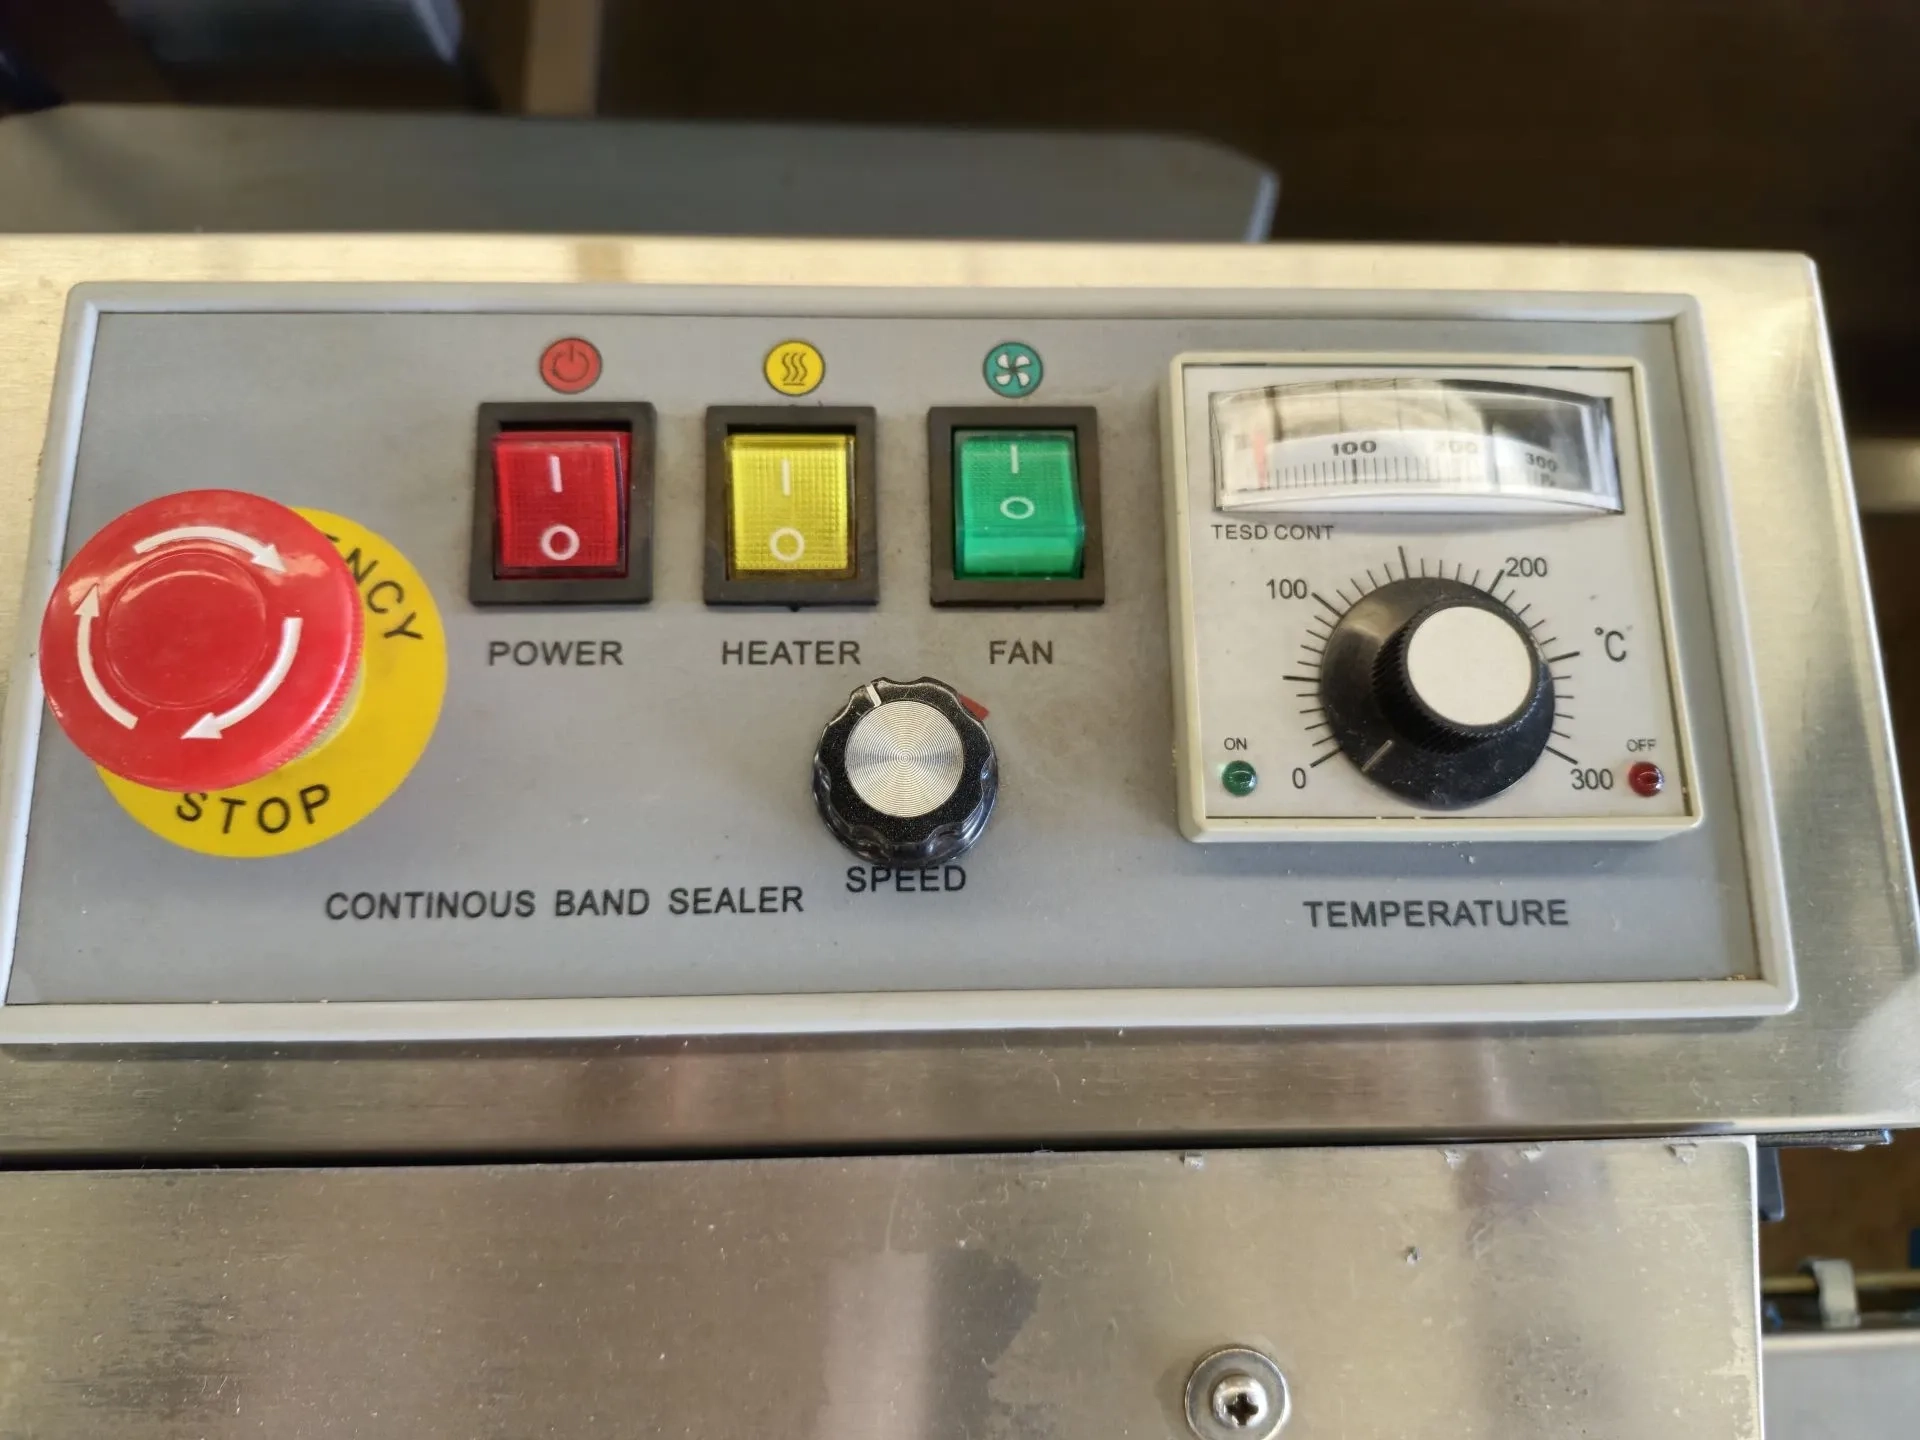 ENCY
STOP
I
O
POWER
I
O
HEATER
I
O
FAN
SPEED
CONTINOUS BAND SEALER
100 200 300
TESD CONT
0 100 200 300
°C
ON
OFF
TEMPERATURE